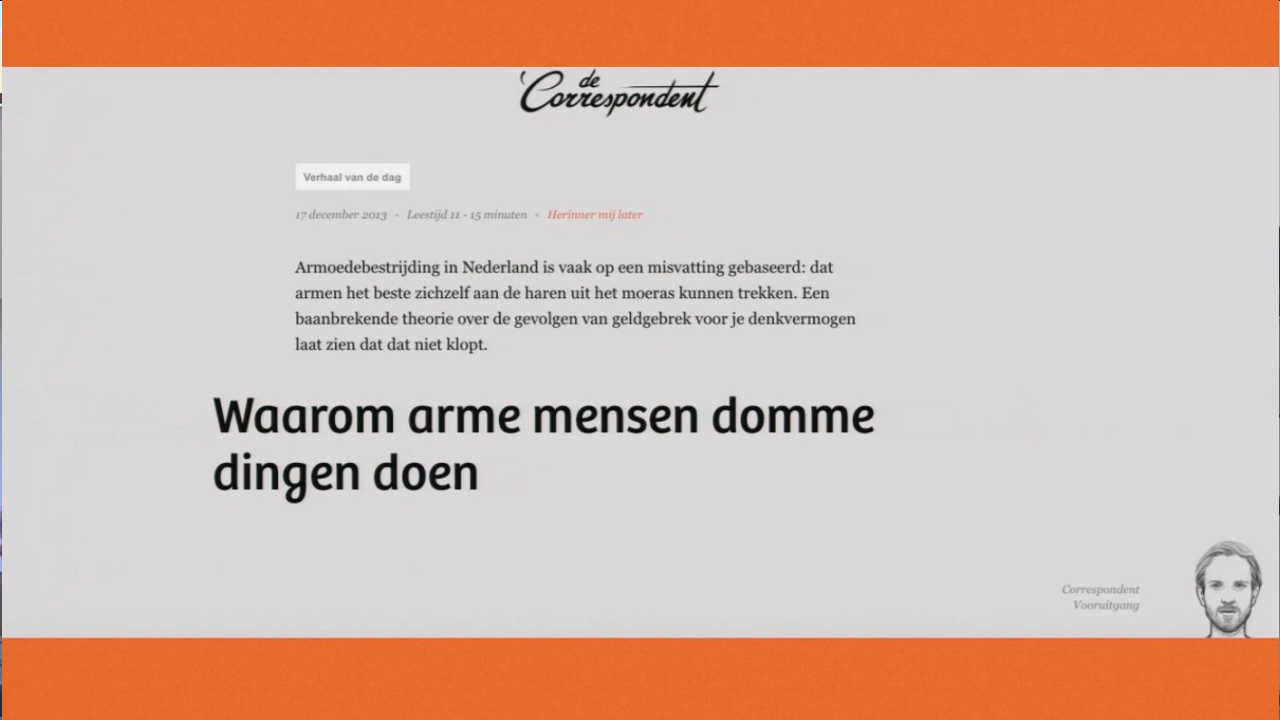 de
Correspondent
Verhaal van de dag
17 december 2013 - Leestijd 11 - 15 minuten + Herinner mij later
Armoedebestrijding in Nederland is vaak op een misvatting gebaseerd: dat
armen het beste zichzelf aan de haren uit het moeras kunnen trekken. Een
baanbrekende theorie over de gevolgen van geldgebrek voor je denkvermogen
laat zien dat dat niet klopt.
Waarom arme mensen domme
dingen doen
Correspondent
Vooruitgang